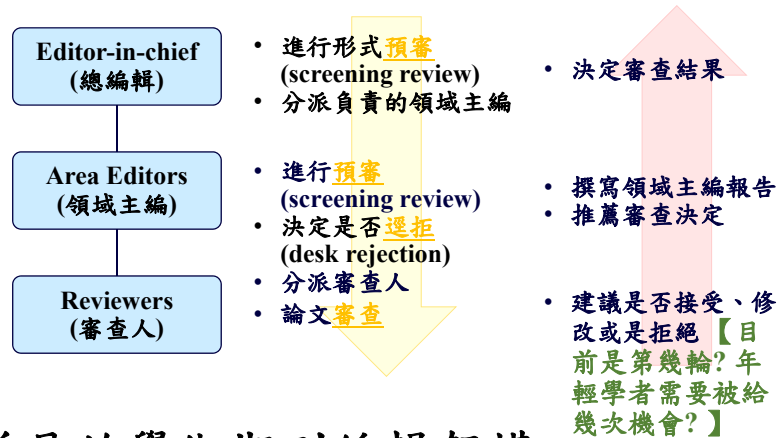 Editor-in-chief
(總編輯)
• 進行形式預審
(screening review)
• 分派負責的領域主編
• 決定審查結果
Area Editors
(領域主編)
• 進行預審
(screening review)
• 決定是否逕拒
(desk rejection)
• 分派審查人
• 撰寫領域主編報告
• 推薦審查決定
Reviewers
(審查人)
• 論文審查
• 建議是否接受、修
改或是拒絕【目
前是第幾輪? 年
輕學者需要被給
幾次機會? 】